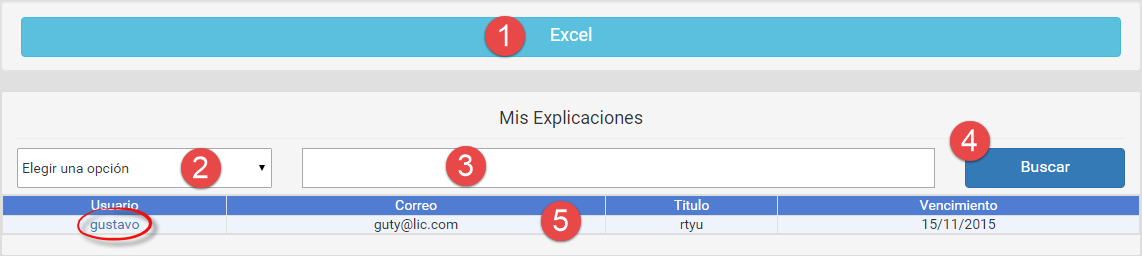 1 Excel
Mis Explicaciones
Elegir una opción 2 3 4 Buscar
Usuario Correo Título Vencimiento
gustavo guty@lic.com 5 rtyu 15/11/2015